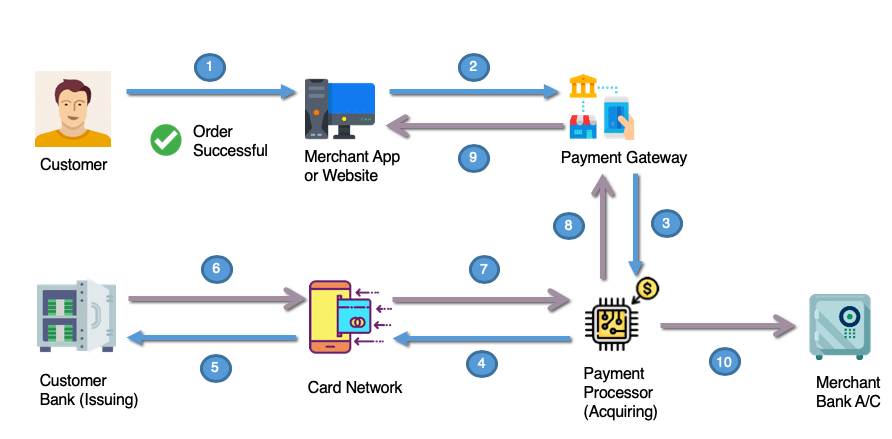 1
2
Order
Successful
Customer
Merchant App
or Website
9
Payment Gateway
8
3
$
6
7
5
4
10
Customer
Bank (Issuing)
Card Network
Payment
Processor
(Acquiring)
Merchant
Bank A/C